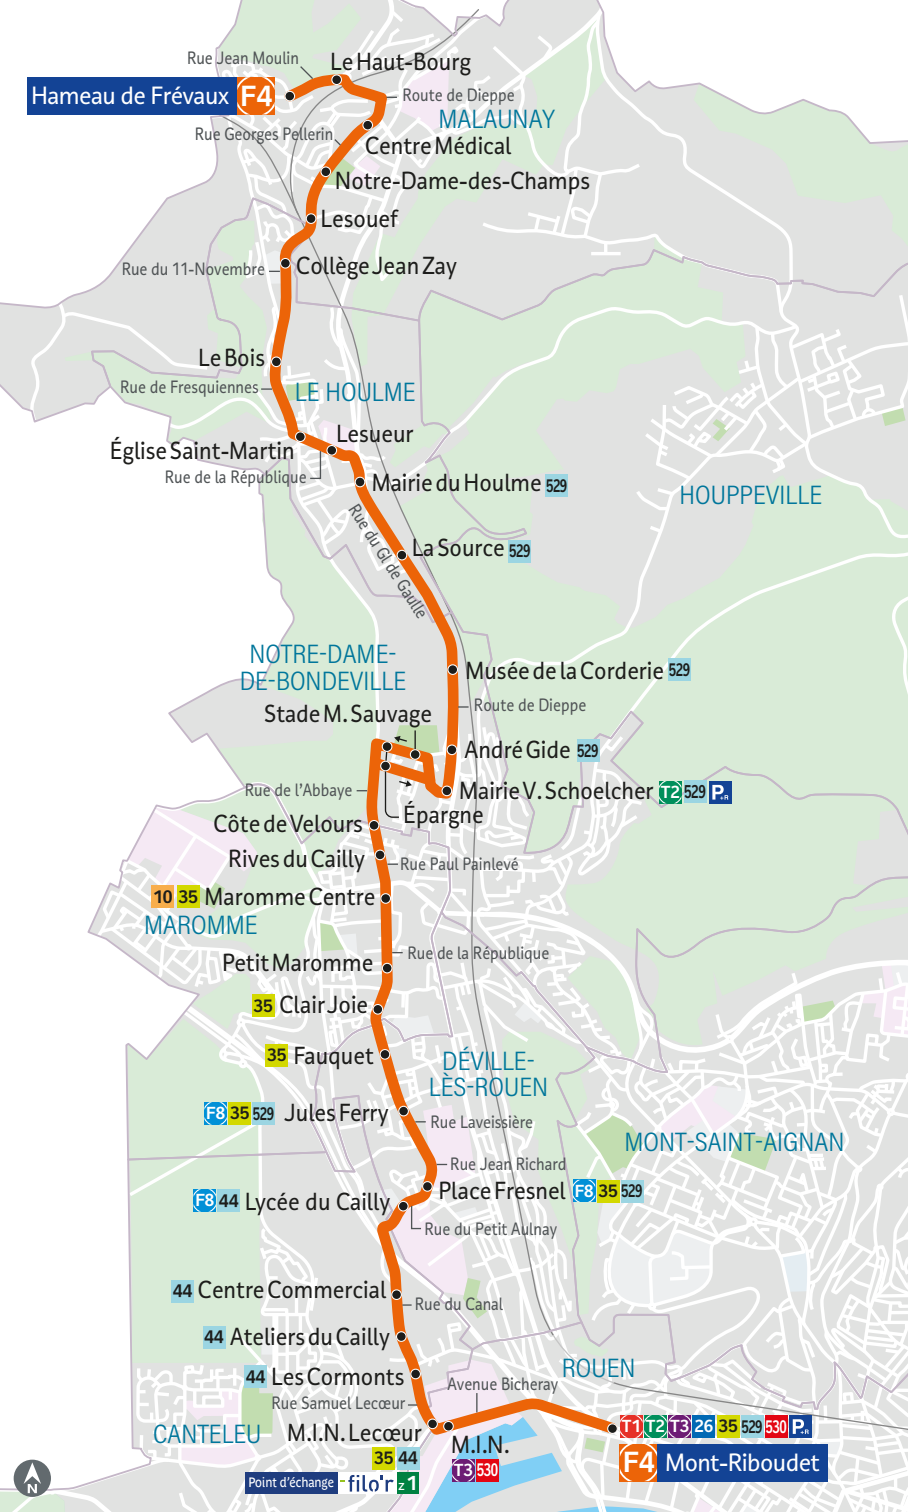 Rue Jean Moulin
Le Haut-Bourg
Hameau de Frévaux F4
Route de Dieppe
MALAUNAY
Rue Georges Pellerin
Centre Médical
Notre-Dame-des-Champs
Lesouef
Rue du 11-Novembre
Collège Jean Zay
Le Bois
Rue de Fresquiennes
LE HOULME
Lesueur
Église Saint-Martin
Rue de la République
Mairie du Houlme 529
HOUPPEVILLE
Rue du Gl de Gaulle
La Source 529
NOTRE-DAME-
DE-BONDEVILLE
Musée de la Corderie 529
Route de Dieppe
Stade M. Sauvage
André Gide 529
Rue de l'Abbaye
Mairie V. Schoelcher T2 529 P+R
Épargne
Côte de Velours
Rives du Cailly
Rue Paul Painlevé
10 35 Maromme Centre
MAROMME
Rue de la République
Petit Maromme
35 Clair Joie
35 Fauquet
DÉVILLE-
LÈS-ROUEN
F8 35 529 Jules Ferry
Rue Laveissière
MONT-SAINT-AIGNAN
Rue Jean Richard
Place Fresnel F8 35 529
F8 44 Lycée du Cailly
Rue du Petit Aulnay
44 Centre Commercial
Rue du Canal
44 Ateliers du Cailly
ROUEN
44 Les Cormonts
Avenue Bicheray
Rue Samuel Lecœur
CANTELEU
M.I.N. Lecœur
35 44
Point d'échange filo'r z1
M.I.N.
T3 530
T1 T2 T3 26 35 529 530 P+R
F4 Mont-Riboudet
N